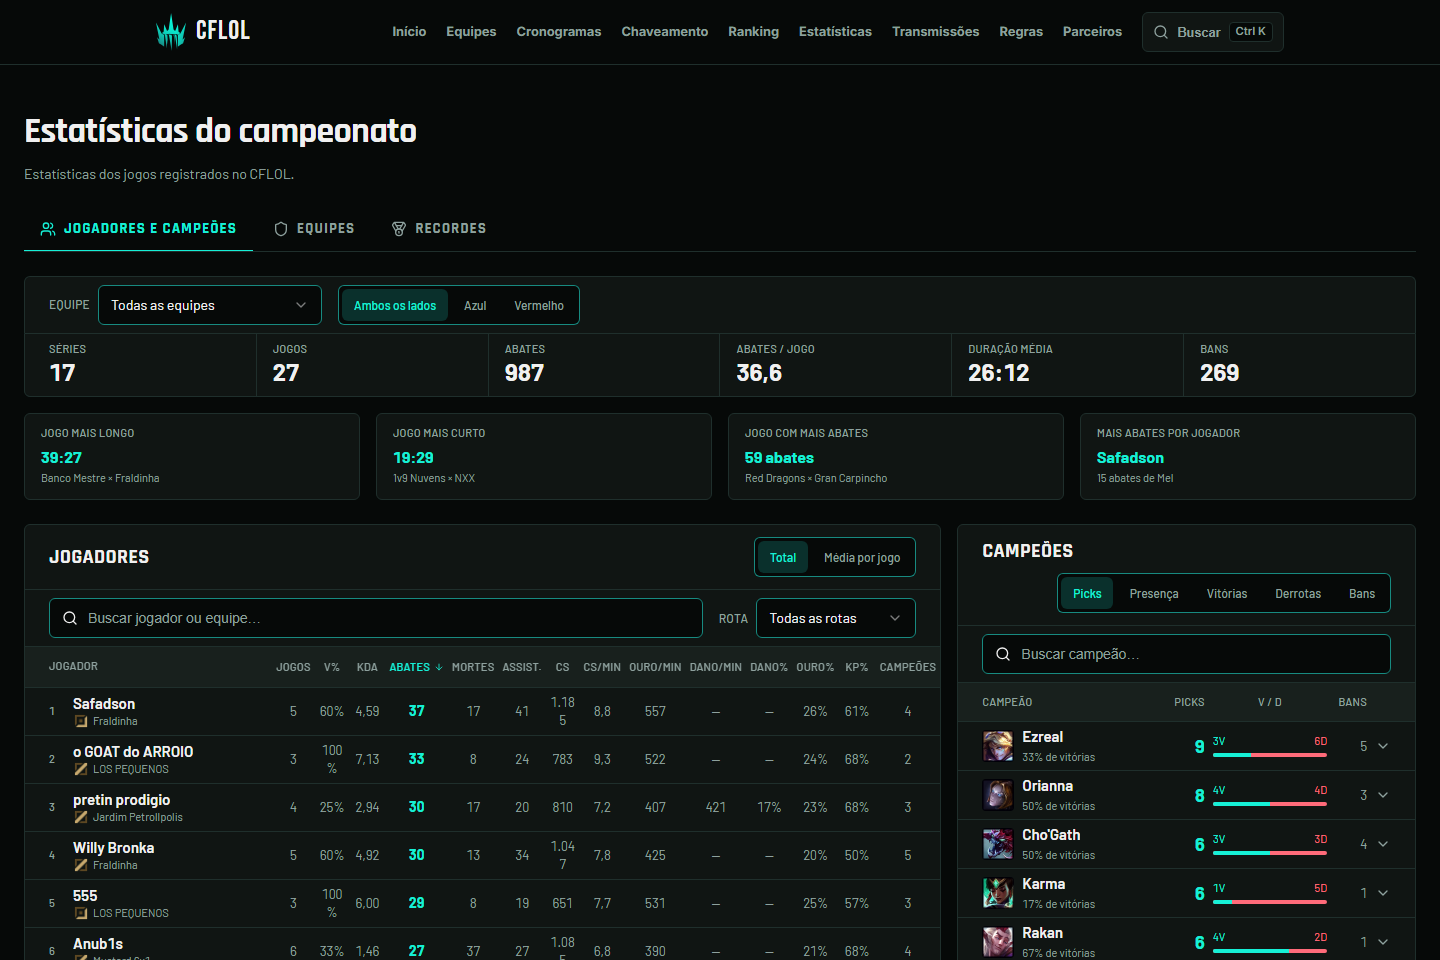 CFLOL
Início Equipes Cronogramas Chaveamento Ranking Estatísticas Transmissões Regras Parceiros Buscar Ctrl K
Estatísticas do campeonato
Estatísticas dos jogos registrados no CFLOL.
JOGADORES E CAMPEÕES EQUIPES RECORDES
EQUIPE Todas as equipes Ambos os lados Azul Vermelho
SÉRIES JOGOS ABATES ABATES / JOGO DURAÇÃO MÉDIA BANS
17 27 987 36,6 26:12 269
JOGO MAIS LONGO
39:27
Banco Mestre × Fraldinha
JOGO MAIS CURTO
19:29
1v9 Nuvens × NXX
JOGO COM MAIS ABATES
59 abates
Red Dragons × Gran Carpincho
MAIS ABATES POR JOGADOR
Safadson
15 abates de Mel
JOGADORES Total Média por jogo
Buscar jogador ou equipe... ROTA Todas as rotas
JOGADOR JOGOS V% KDA ABATES ↓ MORTES ASSIST. CS CS/MIN OURO/MIN DANO/MIN DANO% OURO% KP% CAMPEÕES
1 Safadson Fraldinha 5 60% 4,59 37 17 41 1.185 8,8 557 — — 26% 61% 4
2 o GOAT do ARROIO LOS PEQUENOS 3 100% 7,13 33 8 24 783 9,3 522 — — 24% 68% 2
3 pretin prodigio Jardim Petrollpolis 4 25% 2,94 30 17 20 810 7,2 407 421 17% 23% 68% 3
4 Willy Bronka Fraldinha 5 60% 4,92 30 13 34 1.047 7,8 425 — — 20% 50% 5
5 555 LOS PEQUENOS 3 100% 6,00 29 8 19 651 7,7 531 — — 25% 57% 3
6 Anub1s 6 33% 1,46 27 37 27 1.085 6,8 390 — — 21% 68% 4
CAMPEÕES
Picks Presença Vitórias Derrotas Bans
Buscar campeão...
CAMPEÃO PICKS V / D BANS
Ezreal 33% de vitórias 9 3V 6D 5
Orianna 50% de vitórias 8 4V 4D 3
Cho'Gath 50% de vitórias 6 3V 3D 4
Karma 17% de vitórias 6 1V 5D 1
Rakan 67% de vitórias 6 4V 2D 1